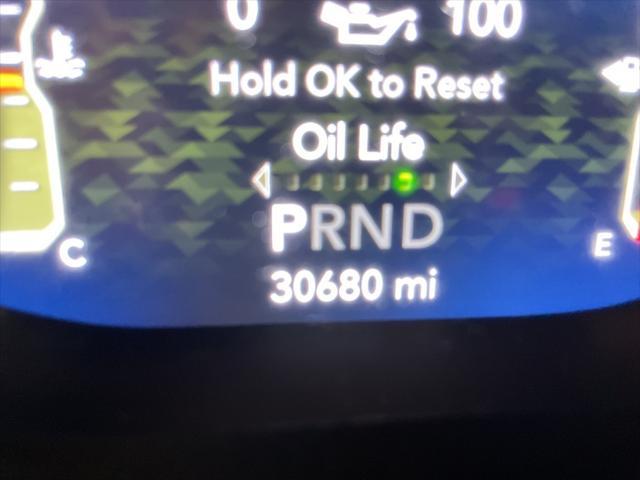 0 100
Hold OK to Reset
Oil Life
PRND
C E
30680 mi